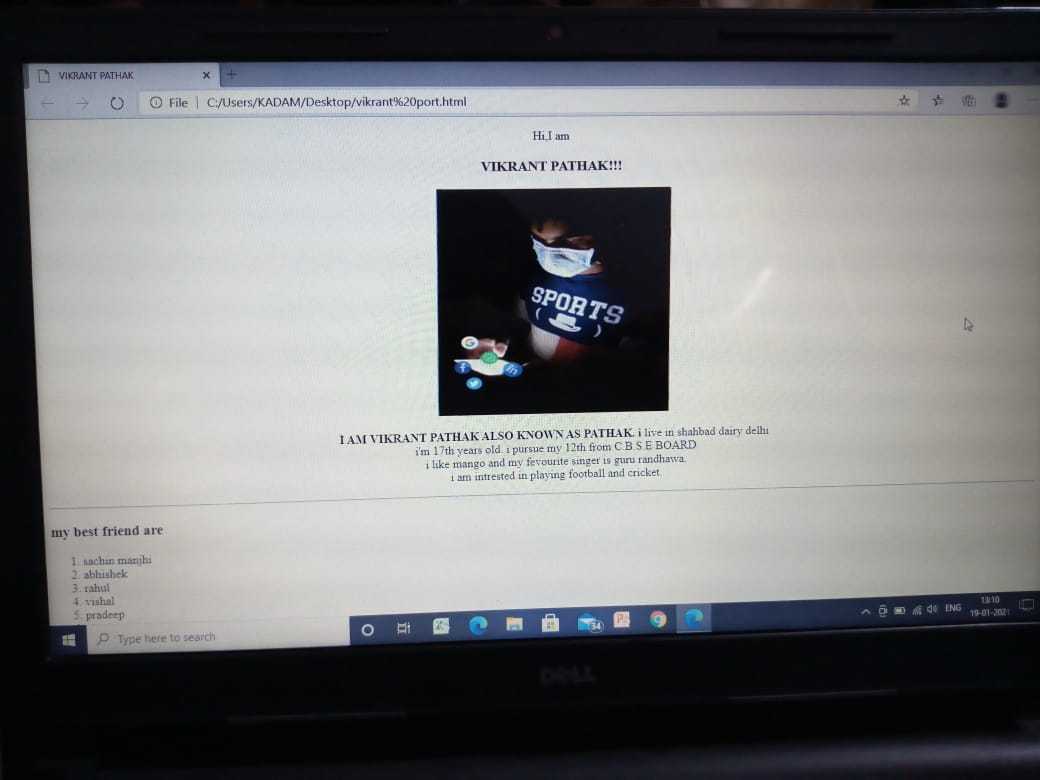 VIKRANT PATHAK
File
C:/Users/KADAM/Desktop/vikrant%20port.html
Hi,I am
VIKRANT PATHAK!!!
SPORTS
I AM VIKRANT PATHAK ALSO KNOWN AS PATHAK. i live in shahbad dairy delhi
i'm 17th years old. i pursue my 12th from C.B.S.E BOARD
i like mango and my fevourite singer is guru randhawa.
i am intrested in playing football and cricket.
my best friend are
1. sachin manjhi
2. abhishek
3. rahul
4. vishal
5. pradeep
Type here to search
34
ENG
13:10
19-01-2021
DELL